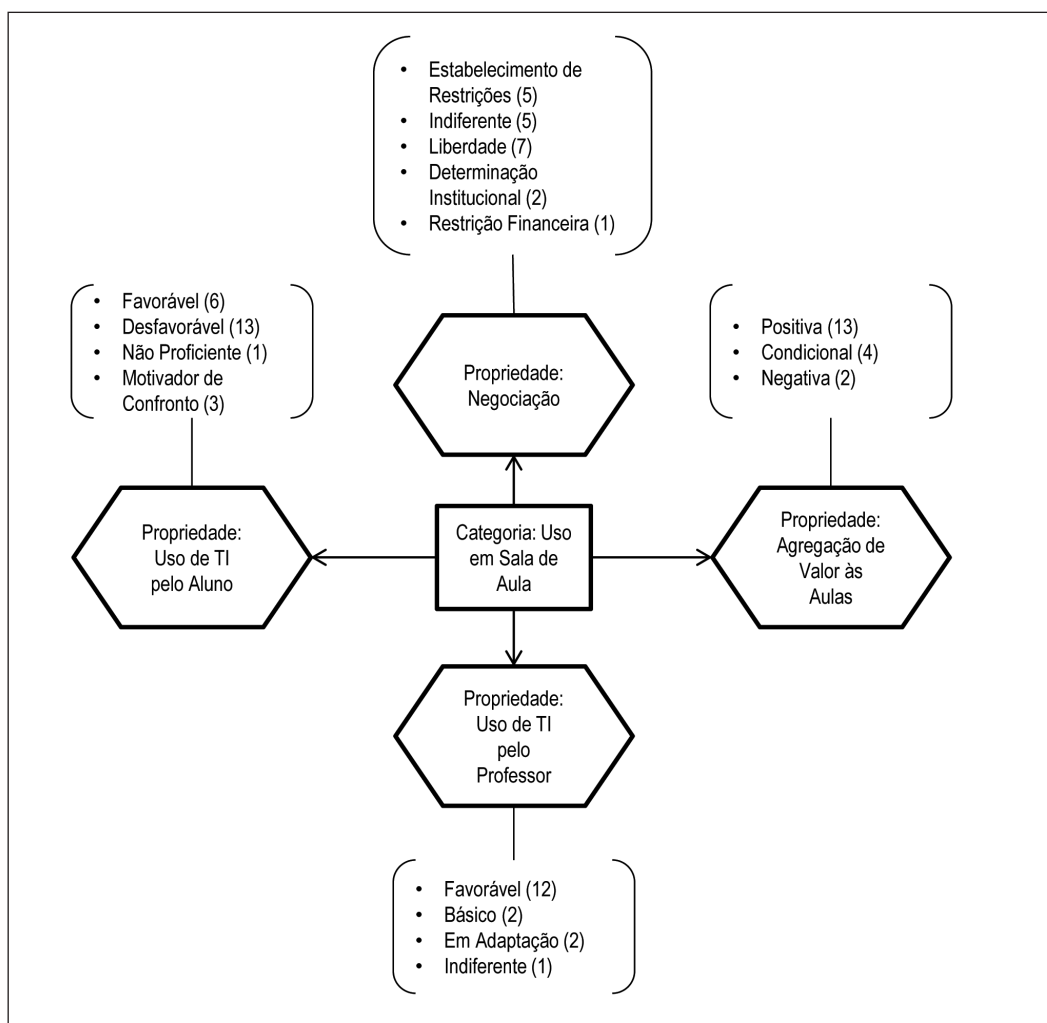 • Estabelecimento de
Restrições (5)
• Indiferente (5)
• Liberdade (7)
• Determinação
Institucional (2)
• Restrição Financeira (1)
• Favorável (6)
• Desfavorável (13)
• Não Proficiente (1)
• Motivador de
Confronto (3)
Propriedade:
Negociação
• Positiva (13)
• Condicional (4)
• Negativa (2)
Propriedade:
Uso de TI
pelo Aluno
Categoria: Uso
em Sala de
Aula
Propriedade:
Agregação de
Valor às
Aulas
Propriedade:
Uso de TI
pelo
Professor
• Favorável (12)
• Básico (2)
• Em Adaptação (2)
• Indiferente (1)